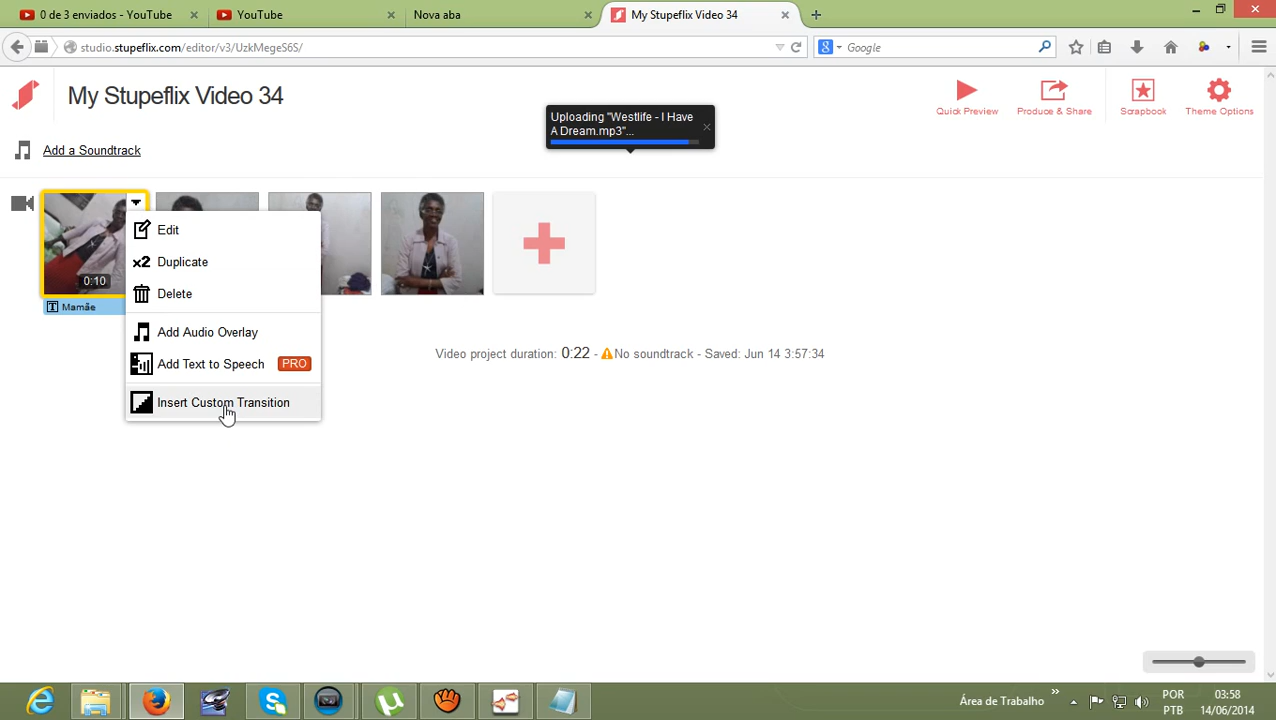 0 de 3 enviados - YouTube
YouTube
Nova aba
My Stupeflix Video 34
studio.stupeflix.com/editor/v3/UzkMegeS6S/
Google
My Stupeflix Video 34
Quick Preview
Produce & Share
Scrapbook
Theme Options
Uploading "Westlife - I Have
A Dream.mp3"...
Add a Soundtrack
0:10
T Mamãe
Edit
x2 Duplicate
Delete
Add Audio Overlay
Add Text to Speech PRO
Insert Custom Transition
Video project duration: 0:22 - No soundtrack - Saved: Jun 14 3:57:34
Área de Trabalho
POR
PTB
03:58
14/06/2014